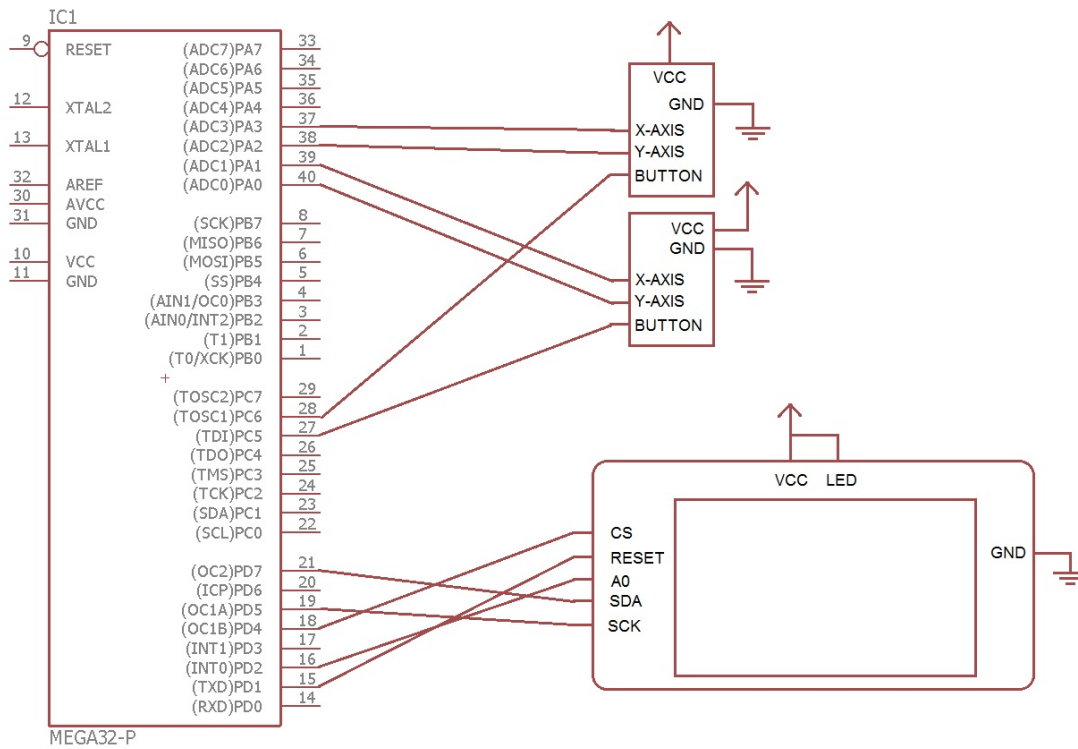 IC1
9 RESET (ADC7)PA7 33
(ADC6)PA6 34
(ADC5)PA5 35
12 XTAL2 (ADC4)PA4 36
(ADC3)PA3 37
13 XTAL1 (ADC2)PA2 38
(ADC1)PA1 39
32 AREF (ADC0)PA0 40
30 AVCC
31 GND (SCK)PB7 8
(MISO)PB6 7
10 VCC (MOSI)PB5 6
11 GND (SS)PB4 5
(AIN1/OC0)PB3 4
(AIN0/INT2)PB2 3
(T1)PB1 2
(T0/XCK)PB0 1
(TOSC2)PC7 29
(TOSC1)PC6 28
(TDI)PC5 27
(TDO)PC4 26
(TMS)PC3 25
(TCK)PC2 24
(SDA)PC1 23
(SCL)PC0 22
(OC2)PD7 21
(ICP)PD6 20
(OC1A)PD5 19
(OC1B)PD4 18
(INT1)PD3 17
(INT0)PD2 16
(TXD)PD1 15
(RXD)PD0 14
MEGA32-P
VCC
GND
X-AXIS
Y-AXIS
BUTTON
VCC
GND
X-AXIS
Y-AXIS
BUTTON
VCC LED
CS
RESET
A0
SDA
SCK
GND